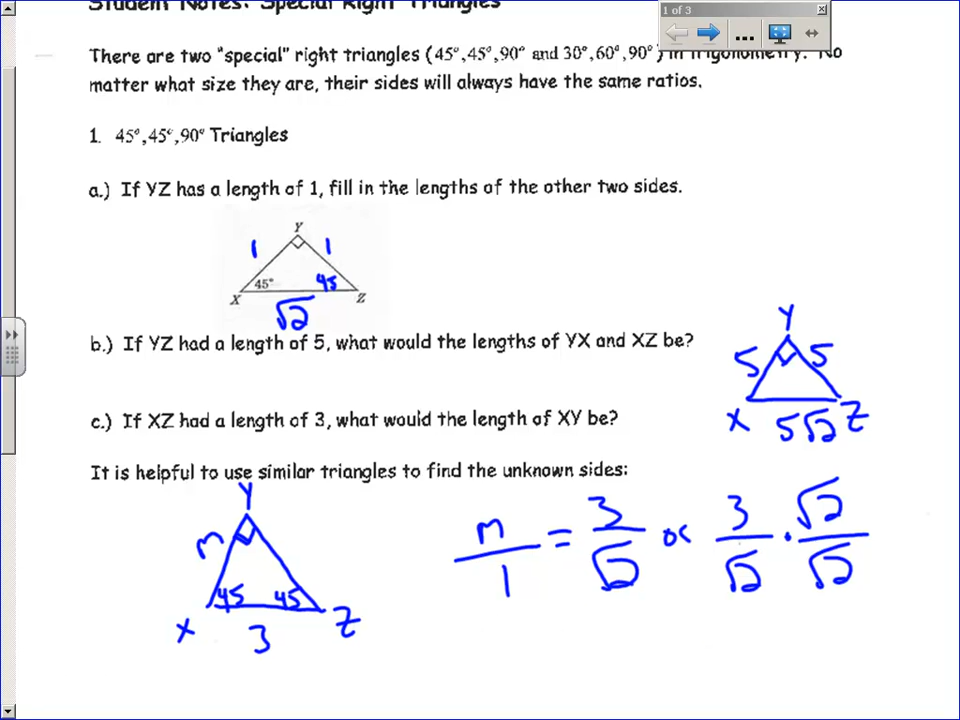 Student Notes: Special Right Triangles
1 of 3
There are two "special" right triangles (45°,45°,90° and 30°,60°,90°) in trigonometry. No
matter what size they are, their sides will always have the same ratios.
1. 45°,45°,90° Triangles
a.) If YZ has a length of 1, fill in the lengths of the other two sides.
Y
1 1
45° 45
X Z
√2
b.) If YZ had a length of 5, what would the lengths of YX and XZ be?
Y
5 5
X Z
5√2
c.) If XZ had a length of 3, what would the length of XY be?
It is helpful to use similar triangles to find the unknown sides:
Y
m
45 45
X Z
3
m/1 = 3/√2 or 3/√2 · √2/√2